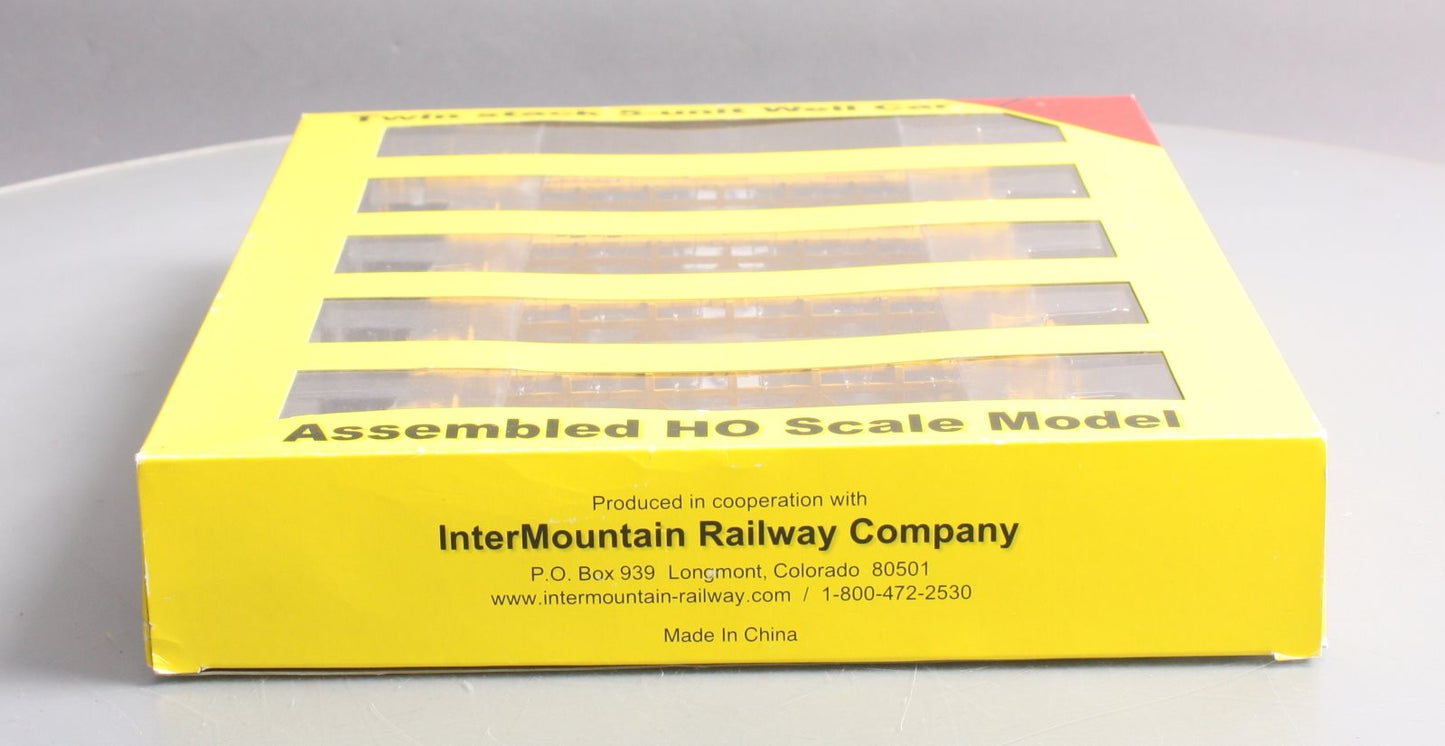 Twin stack 5-unit Well Car
Assembled HO Scale Model
Produced in cooperation with
InterMountain Railway Company
P.O. Box 939 Longmont, Colorado 80501
www.intermountain-railway.com / 1-800-472-2530
Made In China